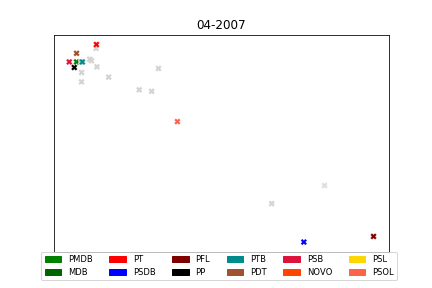 04-2007
PMDB PT PFL PTB PSB PSL
MDB PSDB PP PDT NOVO PSOL